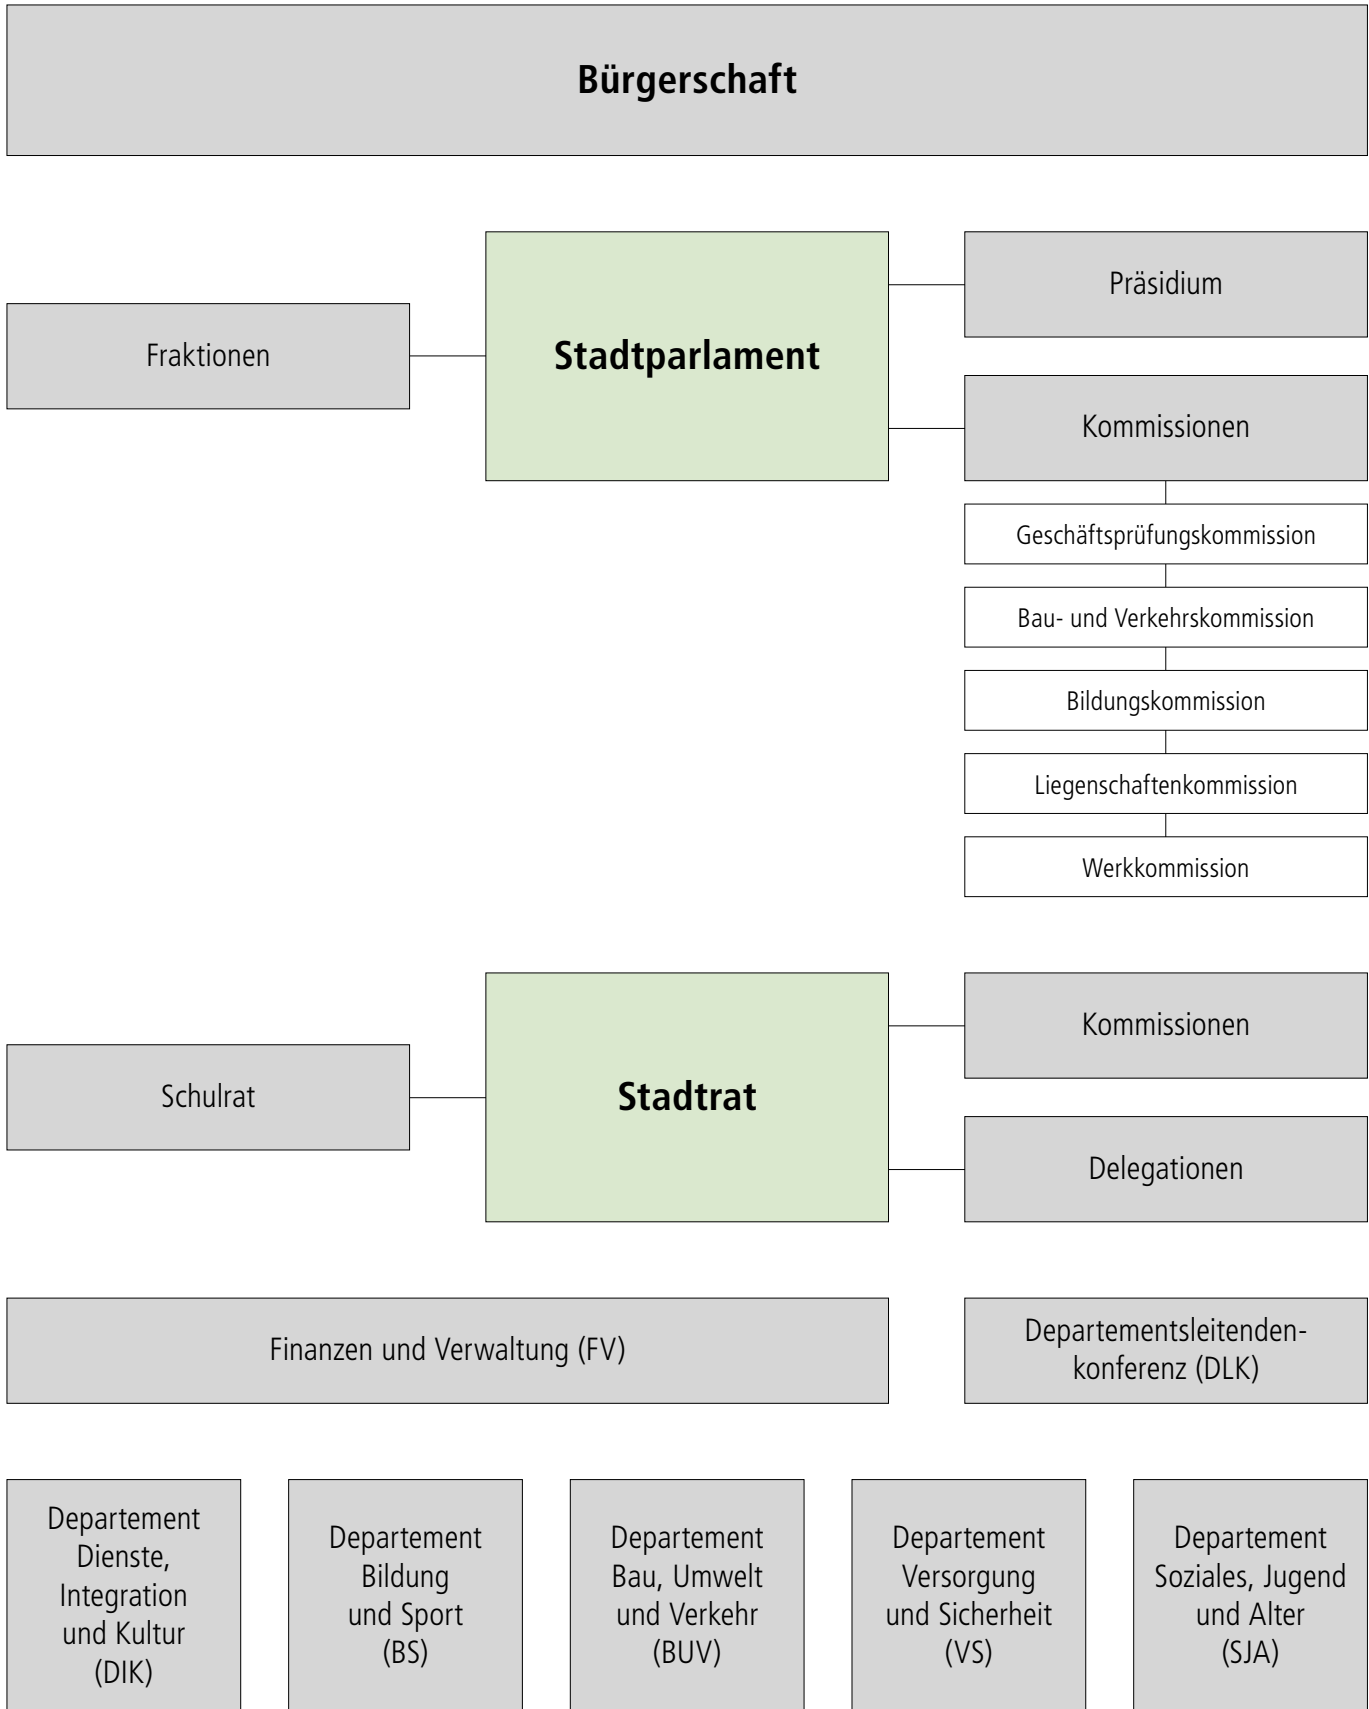 Bürgerschaft
Fraktionen
Stadtparlament
Präsidium
Kommissionen
Geschäftsprüfungskommission
Bau- und Verkehrskommission
Bildungskommission
Liegenschaftenkommission
Werkkommission
Schulrat
Stadtrat
Kommissionen
Delegationen
Finanzen und Verwaltung (FV)
Departementsleitenden-
konferenz (DLK)
Departement
Dienste,
Integration
und Kultur
(DIK)
Departement
Bildung
und Sport
(BS)
Departement
Bau, Umwelt
und Verkehr
(BUV)
Departement
Versorgung
und Sicherheit
(VS)
Departement
Soziales, Jugend
und Alter
(SJA)